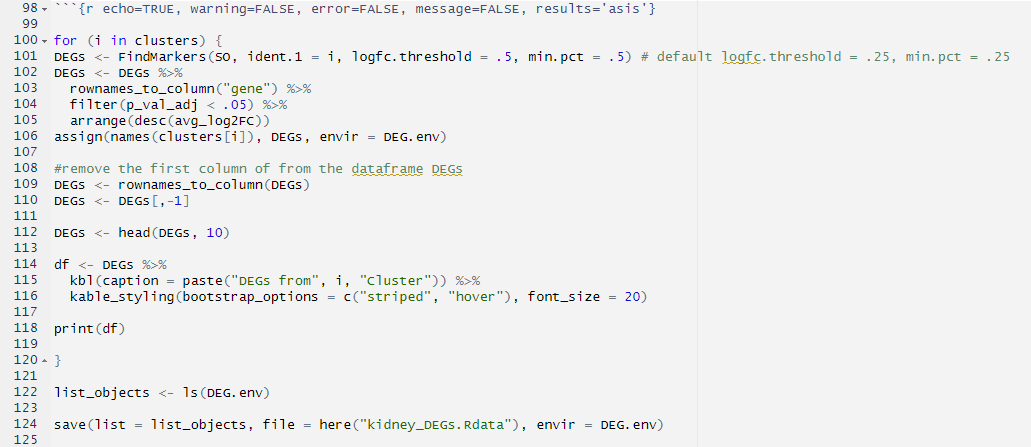 98 ```{r echo=TRUE, warning=FALSE, error=FALSE, message=FALSE, results='asis'}
99
100 for (i in clusters) {
101 DEGs <- FindMarkers(SO, ident.1 = i, logfc.threshold = .5, min.pct = .5) # default logfc.threshold = .25, min.pct = .25
102 DEGs <- DEGs %>%
103   rownames_to_column("gene") %>%
104   filter(p_val_adj < .05) %>%
105   arrange(desc(avg_log2FC))
106 assign(names(clusters[i]), DEGs, envir = DEG.env)
107
108 #remove the first column of from the dataframe DEGs
109 DEGs <- rownames_to_column(DEGs)
110 DEGs <- DEGs[,-1]
111
112 DEGs <- head(DEGs, 10)
113
114 df <- DEGs %>%
115   kbl(caption = paste("DEGs from", i, "Cluster")) %>%
116   kable_styling(bootstrap_options = c("striped", "hover"), font_size = 20)
117
118 print(df)
119
120 }
121
122 list_objects <- ls(DEG.env)
123
124 save(list = list_objects, file = here("kidney_DEGs.Rdata"), envir = DEG.env)
125